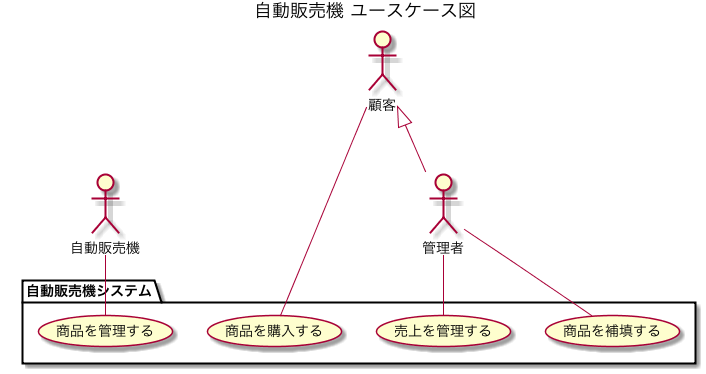 自動販売機 ユースケース図
顧客
自動販売機
管理者
自動販売機システム
商品を管理する
商品を購入する
売上を管理する
商品を補填する